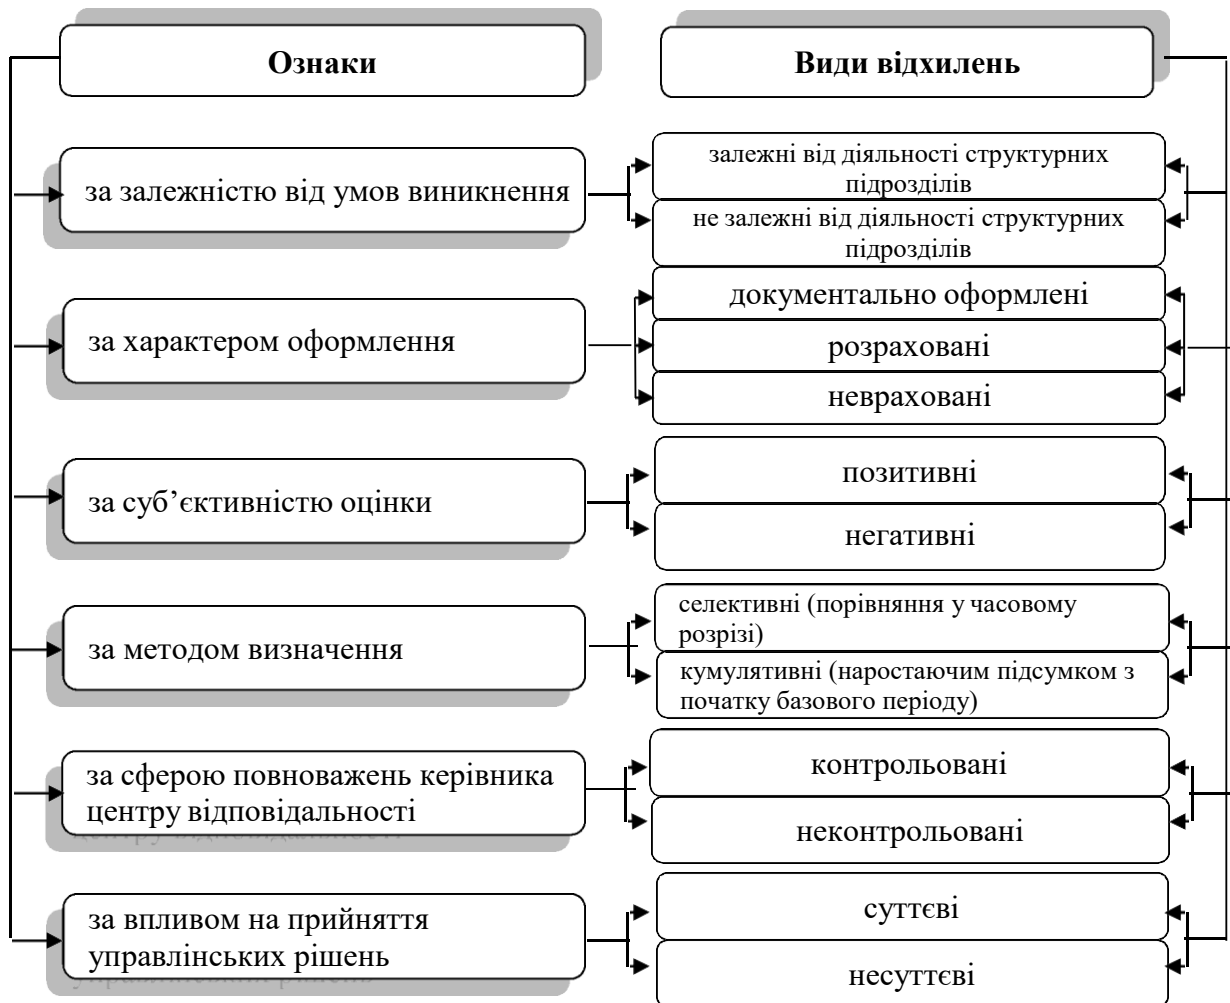 Ознаки
Види відхилень
за залежністю від умов виникнення
залежні від діяльності структурних
підрозділів
не залежні від діяльності структурних
підрозділів
за характером оформлення
документально оформлені
розраховані
невраховані
за суб’єктивністю оцінки
позитивні
негативні
за методом визначення
селективні (порівняння у часовому
розрізі)
кумулятивні (наростаючим підсумком з
початку базового періоду)
за сферою повноважень керівника
центру відповідальності
контрольовані
неконтрольовані
за впливом на прийняття
управлінських рішень
суттєві
несуттєві